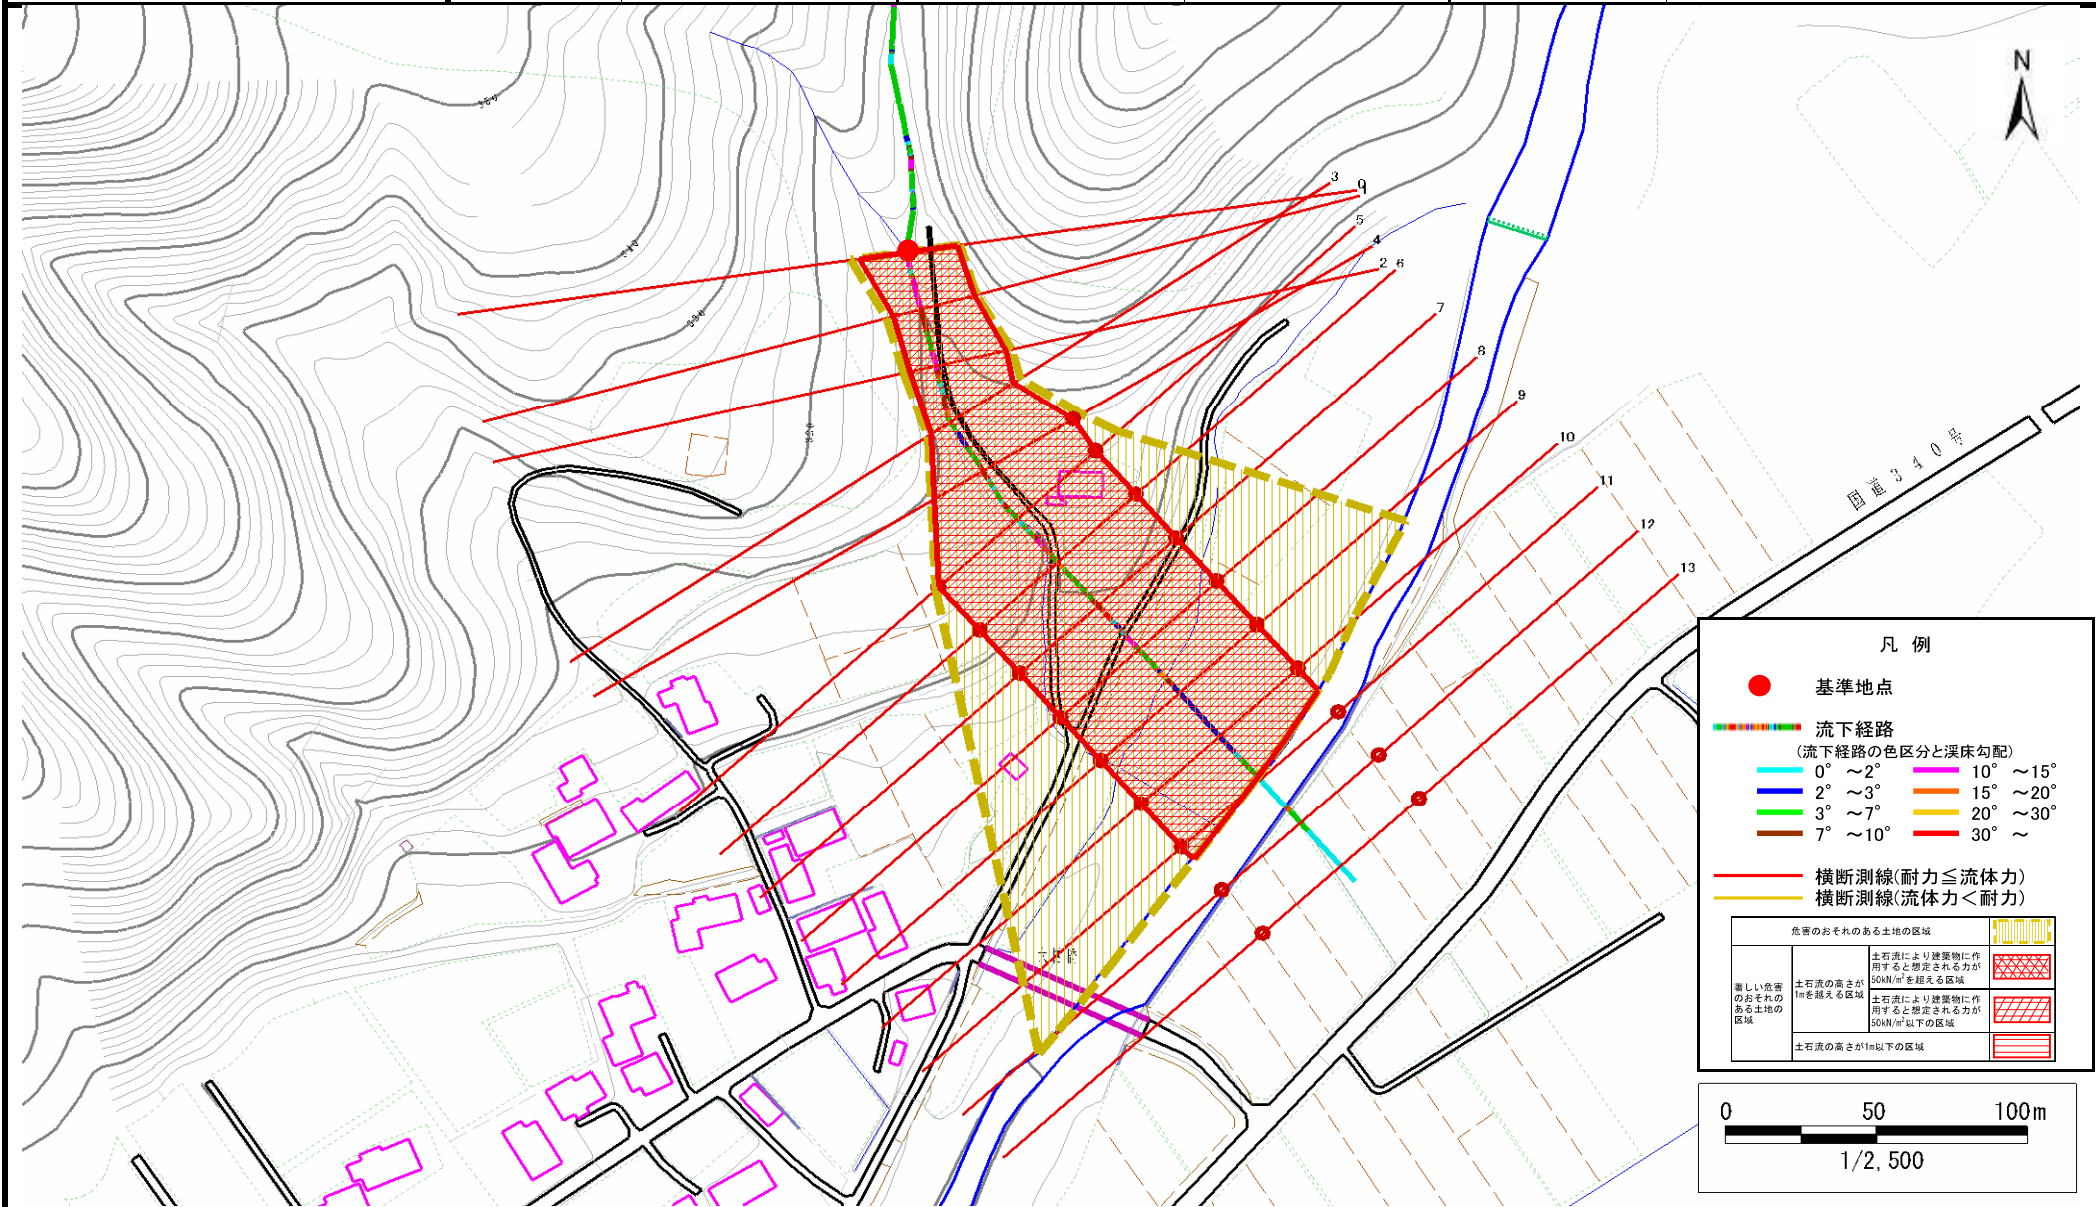 N
3
0
1
5
4
2
6
7
8
9
10
11
12
13
350
340
330
国道340号
凡 例
基準地点
流下経路
(流下経路の色区分と渓床勾配)
0° ～2° 10° ～15°
2° ～3° 15° ～20°
3° ～7° 20° ～30°
7° ～10° 30° ～
横断測線(耐力≦流体力)
横断測線(流体力＜耐力)
危害のおそれのある土地の区域
著しい危害
のおそれの
ある土地の
区域
土石流の高さが
1mを越える区域
土石流により建築物に作
用すると想定される力が
50kN/m²を超える区域
土石流により建築物に作
用すると想定される力が
50kN/m²以下の区域
土石流の高さが1m以下の区域
0 50 100m
1/2,500